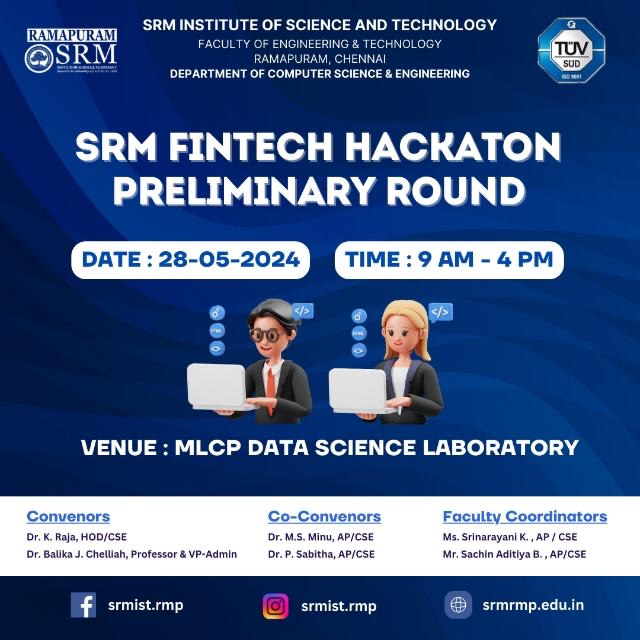 RAMAPURAM
SRM
SRM INSTITUTE OF SCIENCE AND TECHNOLOGY
FACULTY OF ENGINEERING & TECHNOLOGY
RAMAPURAM, CHENNAI
DEPARTMENT OF COMPUTER SCIENCE & ENGINEERING
TÜV
SÜD
ISO 9001
SRM FINTECH HACKATON
PRELIMINARY ROUND
DATE : 28-05-2024
TIME : 9 AM - 4 PM
</>
HTML
<>
</>
HTML
<>
VENUE : MLCP DATA SCIENCE LABORATORY
Convenors
Dr. K. Raja, HOD/CSE
Dr. Balika J. Chelliah, Professor & VP-Admin
Co-Convenors
Dr. M.S. Minu, AP/CSE
Dr. P. Sabitha, AP/CSE
Faculty Coordinators
Ms. Srinarayani K. , AP / CSE
Mr. Sachin Aditiya B. , AP/CSE
srmist.rmp
srmist.rmp
srmrmp.edu.in